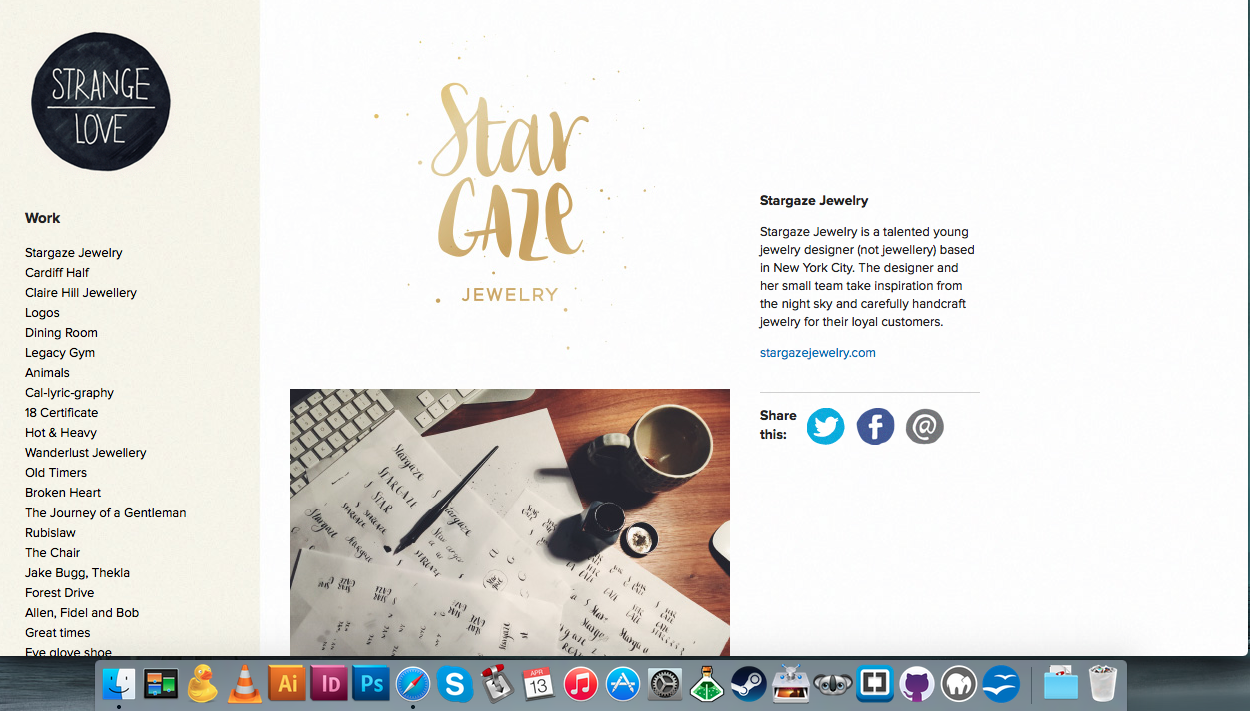 STRANGE
LOVE
Work
Stargaze Jewelry
Cardiff Half
Claire Hill Jewellery
Logos
Dining Room
Legacy Gym
Animals
Cal-lyric-graphy
18 Certificate
Hot & Heavy
Wanderlust Jewellery
Old Timers
Broken Heart
The Journey of a Gentleman
Rubislaw
The Chair
Jake Bugg, Thekla
Forest Drive
Allen, Fidel and Bob
Great times
Eye glove shoe
Star
GAZe
JEWELRY
Stargaze
STARGAZE
Stargaze Jewelry
Stargaze Jewelry is a talented young
jewelry designer (not jewellery) based
in New York City. The designer and
her small team take inspiration from
the night sky and carefully handcraft
jewelry for their loyal customers.
stargazejewelry.com
Share
this:
@
Ai
Id
Ps
S
APR
13